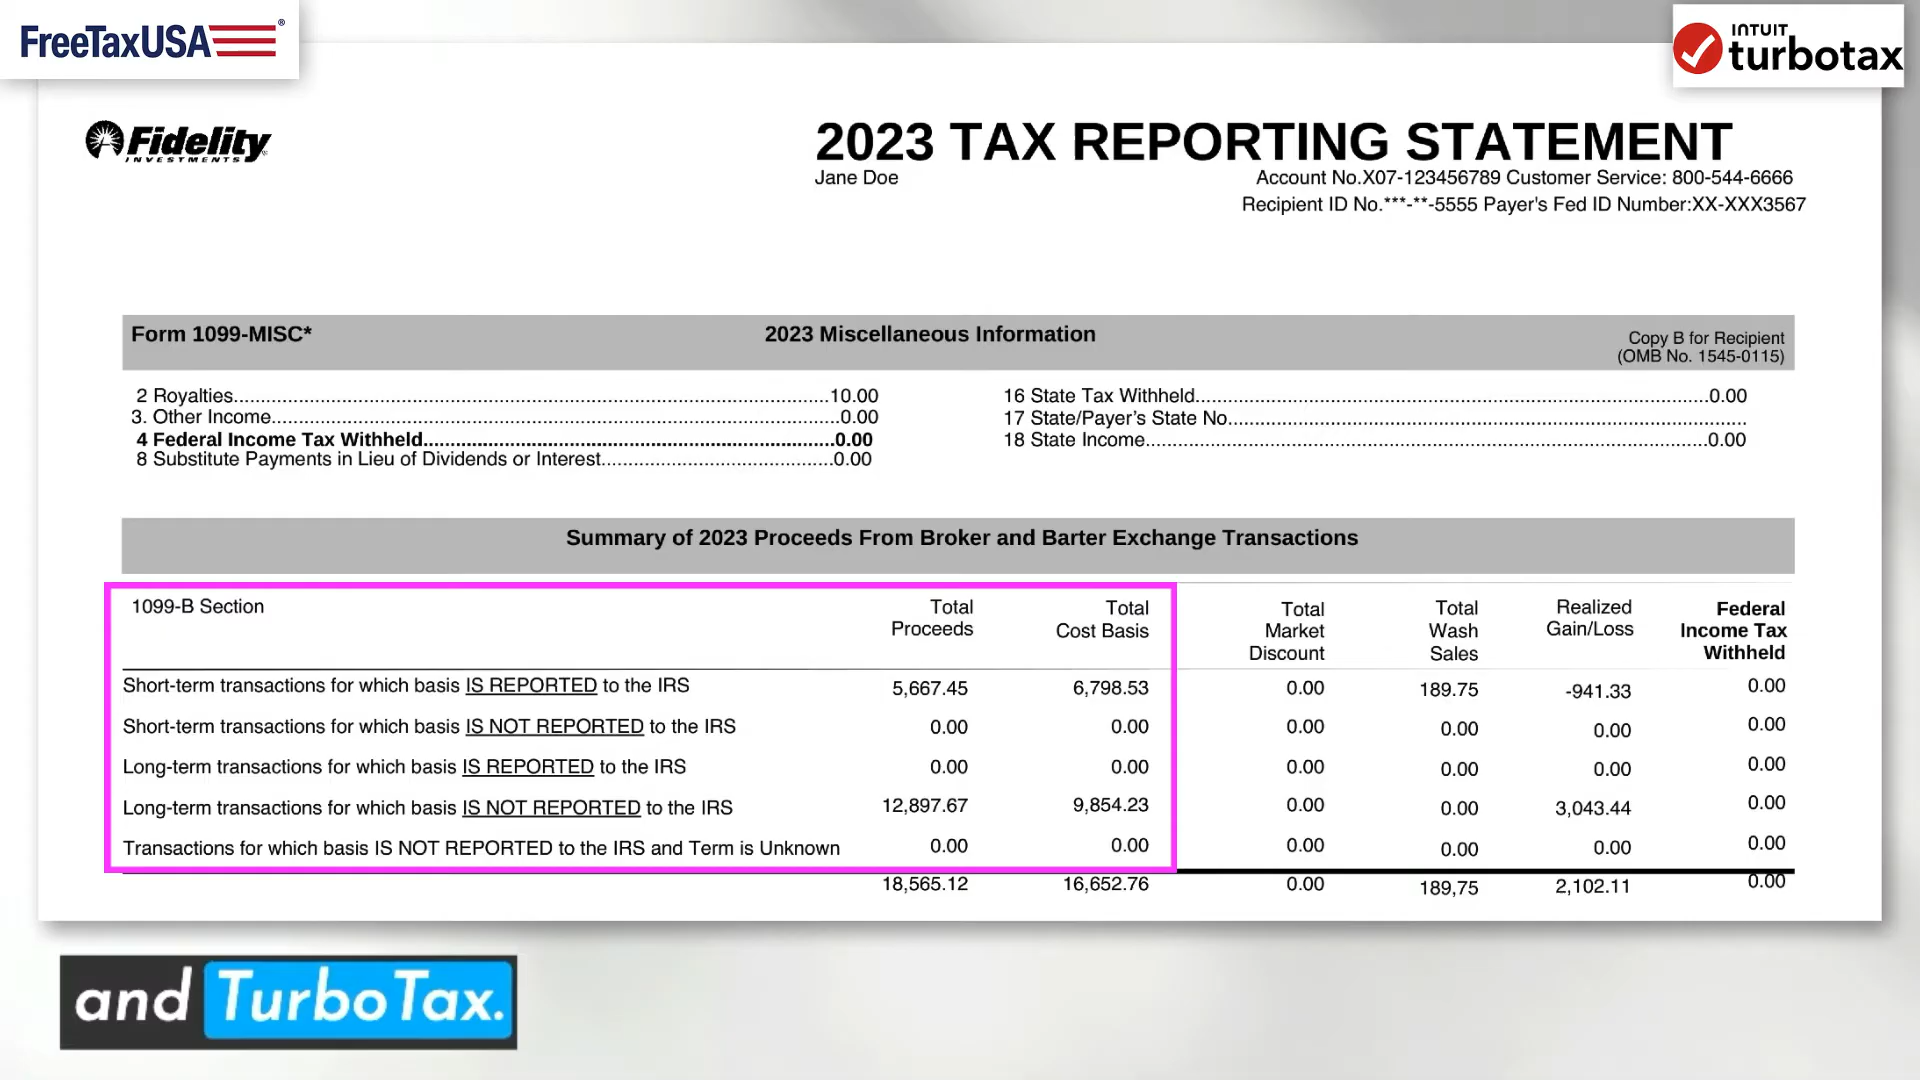 FreeTaxUSA®
INTUIT
turbotax
Fidelity
INVESTMENTS
2023 TAX REPORTING STATEMENT
Jane Doe
Account No.X07-123456789 Customer Service: 800-544-6666
Recipient ID No.***-**-5555 Payer's Fed ID Number:XX-XXX3567
Form 1099-MISC* 2023 Miscellaneous Information Copy B for Recipient
(OMB No. 1545-0115)
2 Royalties..........10.00 16 State Tax Withheld..........0.00
3. Other Income..........0.00 17 State/Payer's State No..........
4 Federal Income Tax Withheld..........0.00 18 State Income..........0.00
8 Substitute Payments in Lieu of Dividends or Interest..........0.00
Summary of 2023 Proceeds From Broker and Barter Exchange Transactions
1099-B Section Total Proceeds Total Cost Basis Total Market Discount Total Wash Sales Realized Gain/Loss Federal Income Tax Withheld
Short-term transactions for which basis IS REPORTED to the IRS 5,667.45 6,798.53 0.00 189.75 -941.33 0.00
Short-term transactions for which basis IS NOT REPORTED to the IRS 0.00 0.00 0.00 0.00 0.00 0.00
Long-term transactions for which basis IS REPORTED to the IRS 0.00 0.00 0.00 0.00 0.00 0.00
Long-term transactions for which basis IS NOT REPORTED to the IRS 12,897.67 9,854.23 0.00 0.00 3,043.44 0.00
Transactions for which basis IS NOT REPORTED to the IRS and Term is Unknown 0.00 0.00 0.00 0.00 0.00 0.00
18,565.12 16,652.76 0.00 189,75 2,102.11 0.00
and TurboTax.